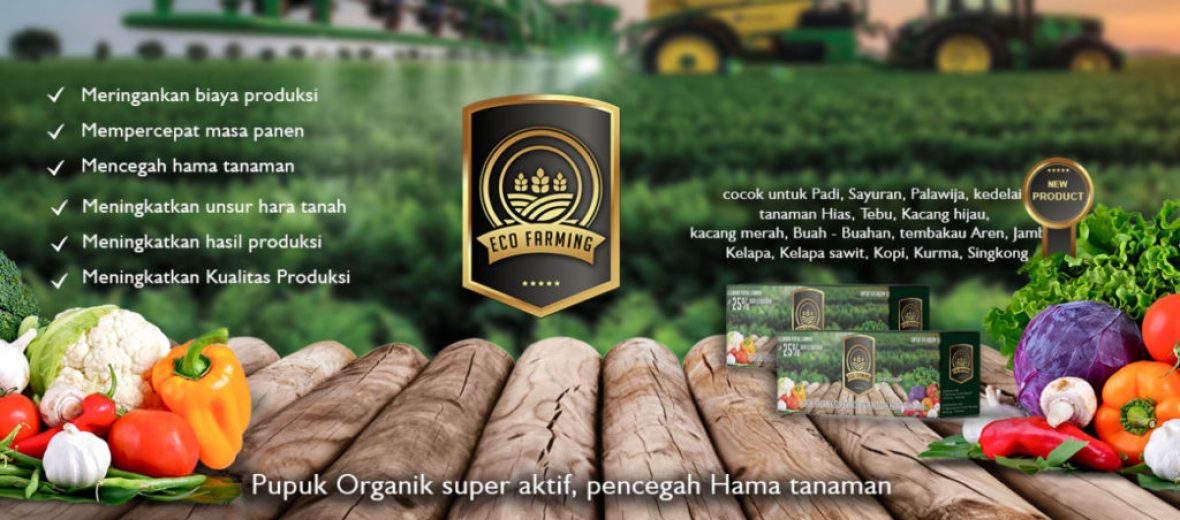 Meringankan biaya produksi
Mempercepat masa panen
Mencegah hama tanaman
Meningkatkan unsur hara tanah
Meningkatkan hasil produksi
Meningkatkan Kualitas Produksi
ECO FARMING
cocok untuk Padi, Sayuran, Palawija, kedelai
tanaman Hias, Tebu, Kacang hijau,
kacang merah, Buah - Buahan, tembakau Aren, Jamb
Kelapa, Kelapa sawit, Kopi, Kurma, Singkong
NEW
PRODUCT
25%
25%
Pupuk Organik super aktif, pencegah Hama tanaman